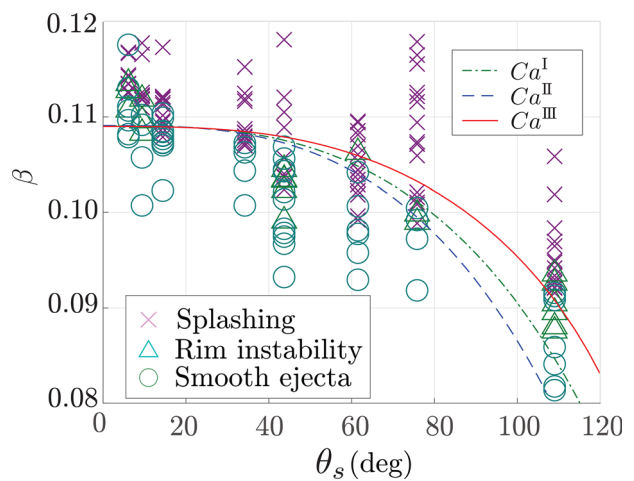 0.12
0.11
0.10
0.09
0.08
β
Ca^I
Ca^II
Ca^III
Splashing
Rim instability
Smooth ejecta
0 20 40 60 80 100 120
θ_s (deg)